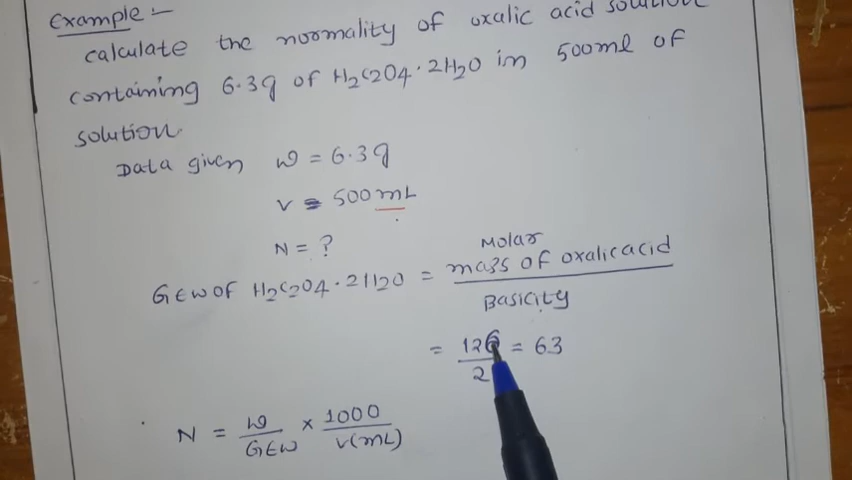 Example :-
calculate the normality of oxalic acid solution
containing 6.3g of H2C2O4.2H2O in 500ml of
solution.
Data given w = 6.3g
V = 500mL
N = ?
GEW OF H2C2O4.2H2O = Molar mass of oxalic acid / Basicity
= 126 / 2 = 63
N = W / GEW × 1000 / V(mL)